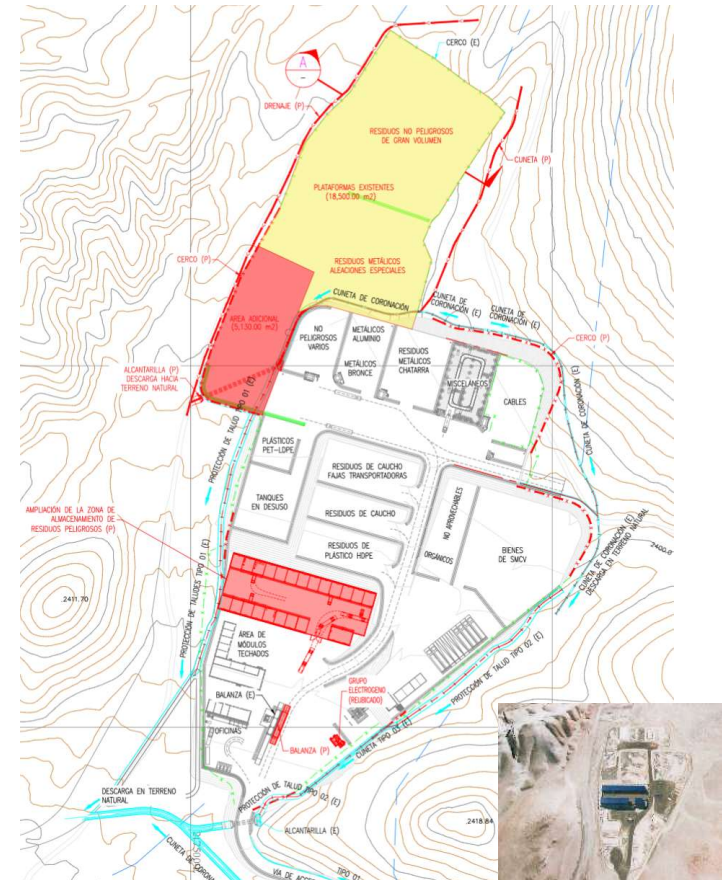 CERCO (E)
A
-
DRENAJE (P)
RESIDUOS NO PELIGROSOS
DE GRAN VOLUMEN
CUNETA (P)
PLATAFORMAS EXISTENTES
(18,500.00 m2)
CERCO (P)
RESIDUOS METÁLICOS
ALEACIONES ESPECIALES
CUNETA DE CORONACIÓN
CUNETA DE
CORONACIÓN (E)
CUNETA DE
CORONACIÓN (E)
ÁREA ADICIONAL
(5,130.00 m2)
NO
PELIGROSOS
VARIOS
METÁLICOS
ALUMINIO
METÁLICOS
BRONCE
RESIDUOS
METÁLICOS
CHATARRA
CERCO (P)
ALCANTARILLA (P)
DESCARGA HACIA
TERRENO NATURAL
MISCELÁNEOS
CABLES
CUNETA DE CORONACIÓN (E)
PROTECCIÓN DE TALUD TIPO 01 (E)
PLÁSTICOS
PET-LDPE
RESIDUOS DE CAUCHO
FAJAS TRANSPORTADORAS
TANQUES
EN DESUSO
RESIDUOS DE CAUCHO
NO APROVECHABLES
ORGÁNICOS
BIENES
DE SMCV
AMPLIACIÓN DE LA ZONA DE
ALMACENAMIENTO DE
RESIDUOS PELIGROSOS (P)
RESIDUOS DE
PLÁSTICO HDPE
CUNETA DE CORONACIÓN (E)
DESCARGA EN TERRENO NATURAL
2411.70
PROTECCIÓN DE TALUDES TIPO 01 (E)
ÁREA DE
MÓDULOS
TECHADOS
PROTECCIÓN DE TALUD TIPO 02 (E)
GRUPO
ELECTROGENO
(REUBICADO)
BALANZA (E)
OFICINAS
BALANZA (P)
CUNETA TIPO 03 (E)
DESCARGA EN TERRENO
NATURAL
PROTECCIÓN DE TALUD TIPO 02 (E)
2418.84
ALCANTARILLA (E)